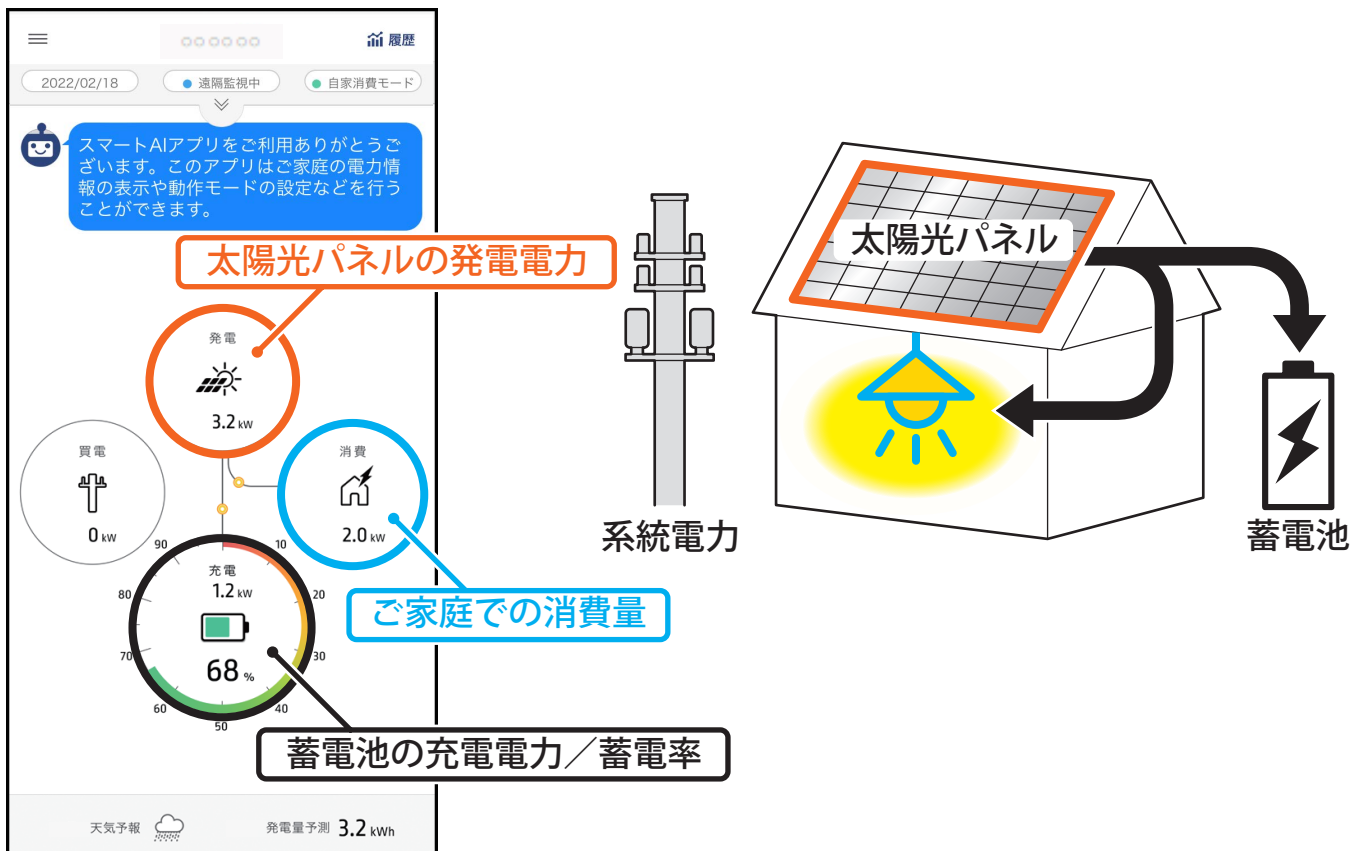 ○○○○○○
履歴
2022/02/18
遠隔監視中
自家消費モード
スマートAIアプリをご利用ありがとうご
ざいます。このアプリはご家庭の電力情
報の表示や動作モードの設定などを行う
ことができます。
太陽光パネルの発電電力
発電
3.2 kW
買電
0 kW
消費
2.0 kW
充電
1.2 kW
68 %
10
20
30
40
50
60
70
80
90
ご家庭での消費量
蓄電池の充電電力／蓄電率
天気予報
発電量予測 3.2 kWh
太陽光パネル
系統電力
蓄電池